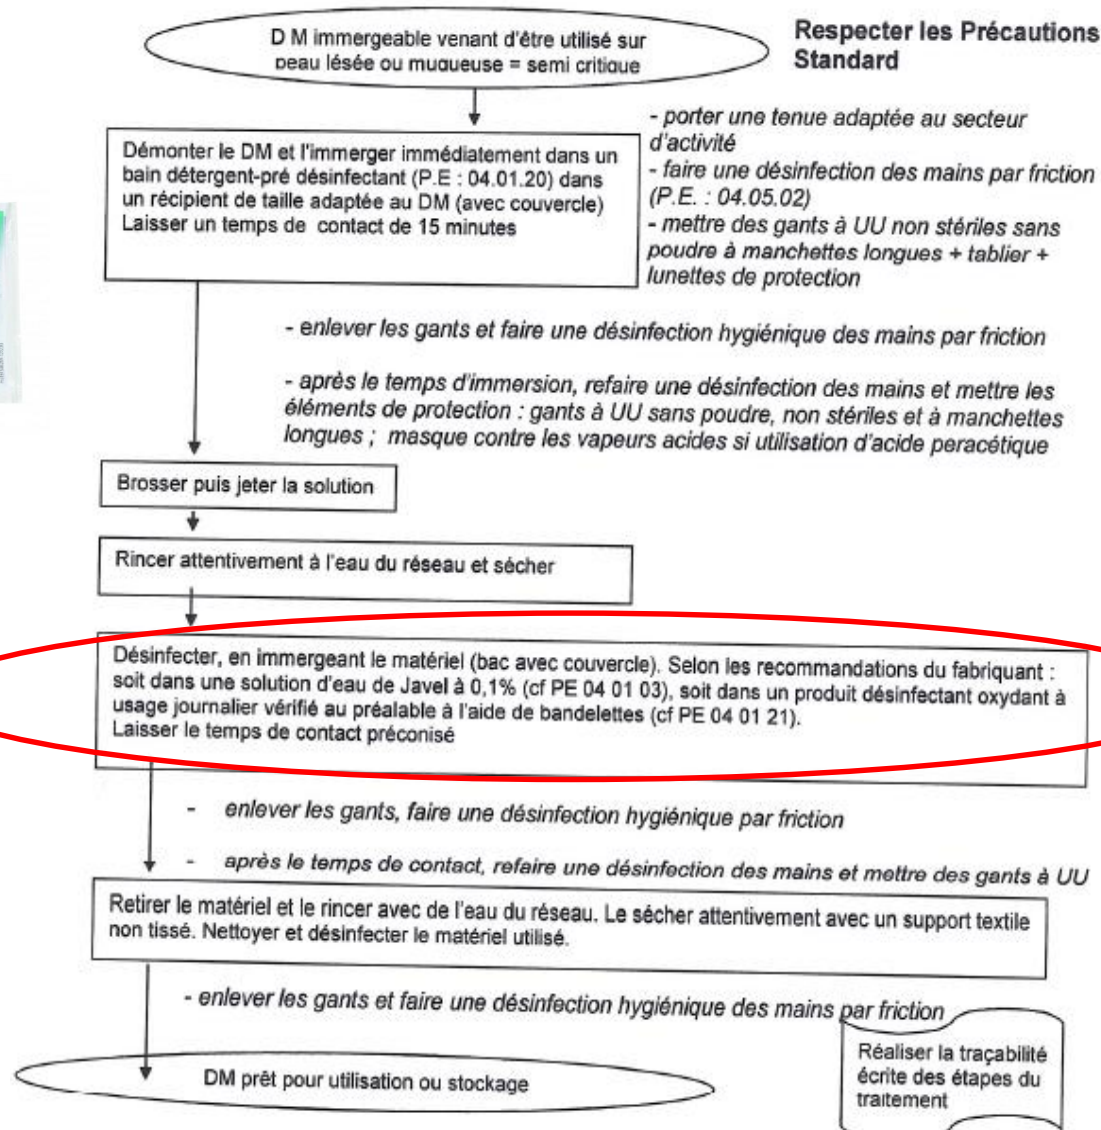 D M immergeable venant d'être utilisé sur
peau lésée ou muqueuse = semi critique
Respecter les Précautions
Standard
- porter une tenue adaptée au secteur
d'activité
- faire une désinfection des mains par friction
(P.E. : 04.05.02)
- mettre des gants à UU non stériles sans
poudre à manchettes longues + tablier +
lunettes de protection
Démonter le DM et l'immerger immédiatement dans un
bain détergent-pré désinfectant (P.E : 04.01.20) dans
un récipient de taille adaptée au DM (avec couvercle)
Laisser un temps de contact de 15 minutes
- enlever les gants et faire une désinfection hygiénique des mains par friction
- après le temps d'immersion, refaire une désinfection des mains et mettre les
éléments de protection : gants à UU sans poudre, non stériles et à manchettes
longues ; masque contre les vapeurs acides si utilisation d'acide peracétique
Brosser puis jeter la solution
Rincer attentivement à l'eau du réseau et sécher
Désinfecter, en immergeant le matériel (bac avec couvercle). Selon les recommandations du fabriquant :
soit dans une solution d'eau de Javel à 0,1% (cf PE 04 01 03), soit dans un produit désinfectant oxydant à
usage journalier vérifié au préalable à l'aide de bandelettes (cf PE 04 01 21).
Laisser le temps de contact préconisé
- enlever les gants, faire une désinfection hygiénique par friction
- après le temps de contact, refaire une désinfection des mains et mettre des gants à UU
Retirer le matériel et le rincer avec de l'eau du réseau. Le sécher attentivement avec un support textile
non tissé. Nettoyer et désinfecter le matériel utilisé.
- enlever les gants et faire une désinfection hygiénique des mains par friction
DM prêt pour utilisation ou stockage
Réaliser la traçabilité
écrite des étapes du
traitement